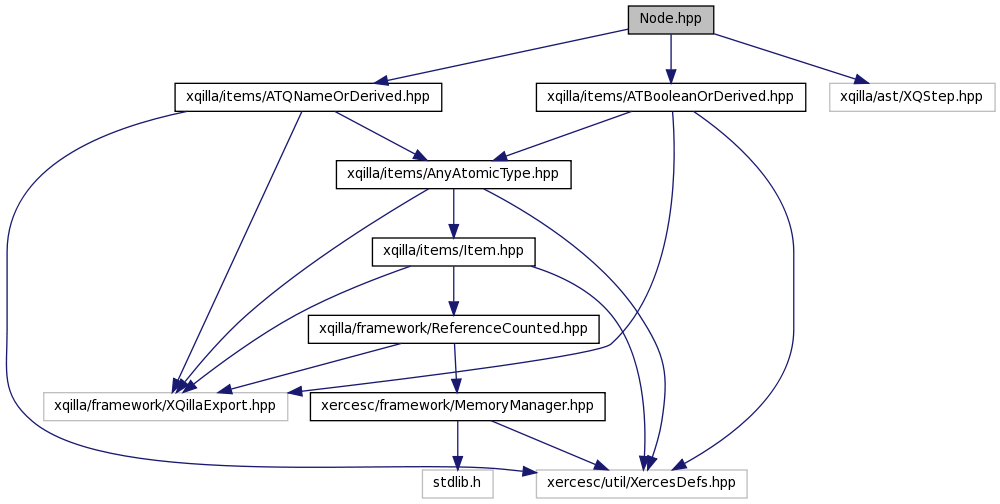 Node.hpp
xqilla/items/ATQNameOrDerived.hpp
xqilla/items/ATBooleanOrDerived.hpp
xqilla/ast/XQStep.hpp
xqilla/items/AnyAtomicType.hpp
xqilla/items/Item.hpp
xqilla/framework/ReferenceCounted.hpp
xqilla/framework/XQillaExport.hpp
xercesc/framework/MemoryManager.hpp
stdlib.h
xercesc/util/XercesDefs.hpp